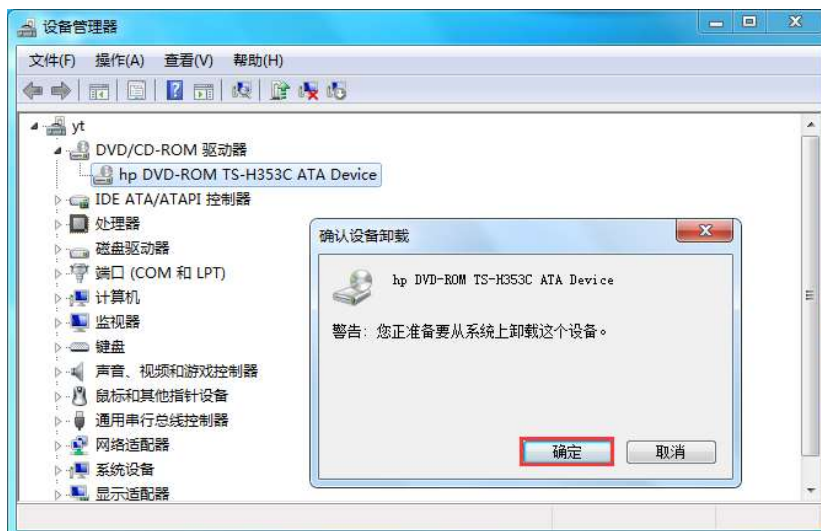 设备管理器
文件(F) 操作(A) 查看(V) 帮助(H)
yt
DVD/CD-ROM 驱动器
hp DVD-ROM TS-H353C ATA Device
IDE ATA/ATAPI 控制器
处理器
磁盘驱动器
端口 (COM 和 LPT)
计算机
监视器
键盘
声音、视频和游戏控制器
鼠标和其他指针设备
通用串行总线控制器
网络适配器
系统设备
显示适配器
确认设备卸载
hp DVD-ROM TS-H353C ATA Device
警告: 您正准备要从系统上卸载这个设备。
确定 取消